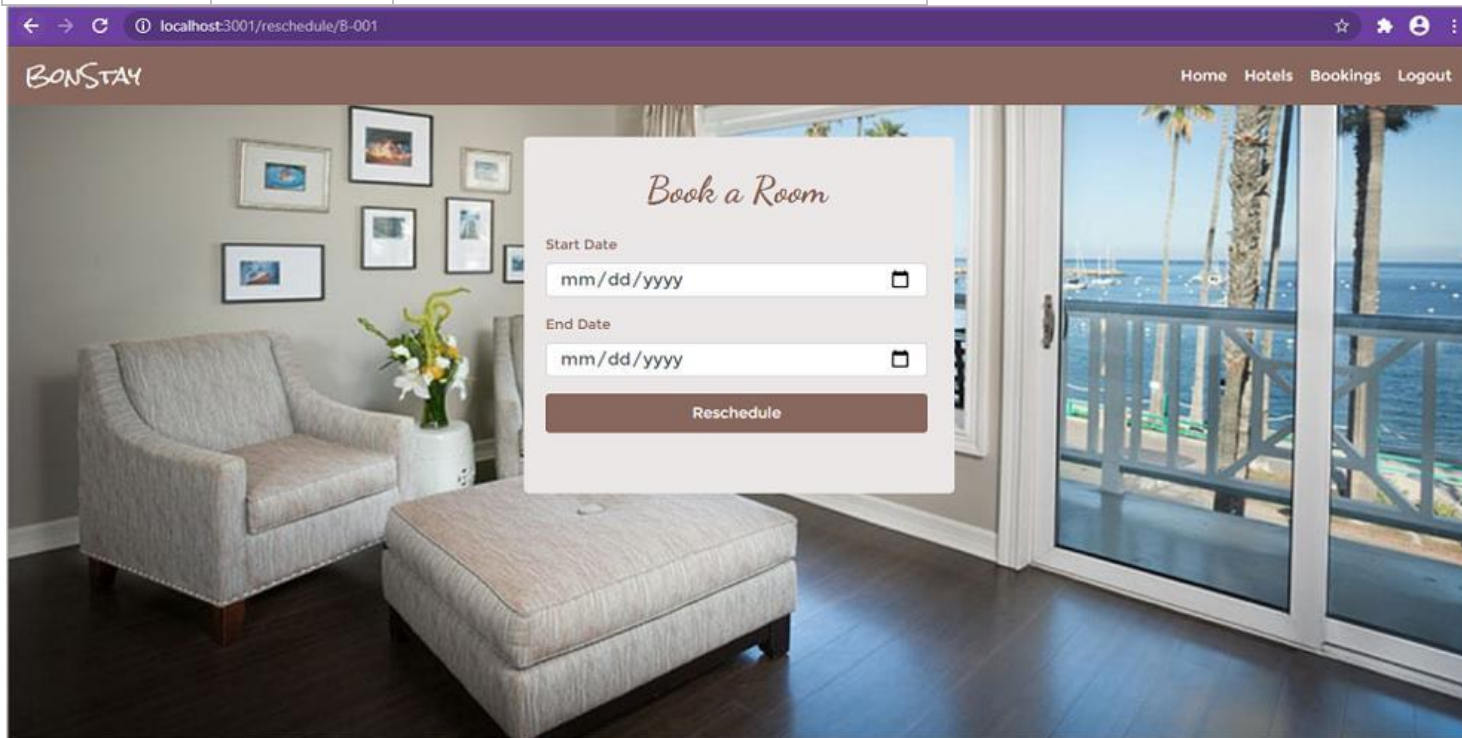 localhost:3001/reschedule/B-001
BONSTAY
Home Hotels Bookings Logout
Book a Room
Start Date
mm/dd/yyyy
End Date
mm/dd/yyyy
Reschedule